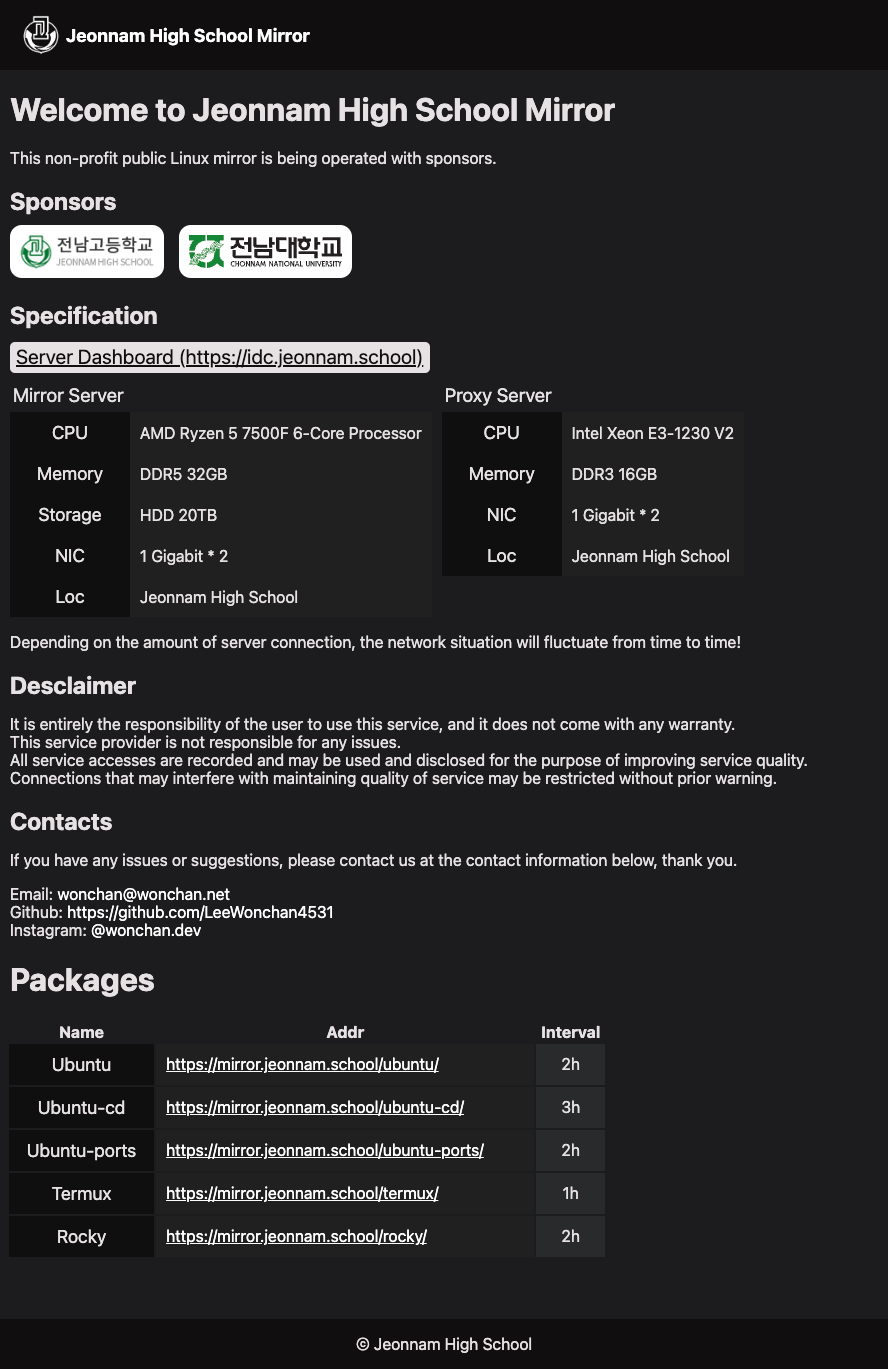 Jeonnam High School Mirror
Welcome to Jeonnam High School Mirror
This non-profit public Linux mirror is being operated with sponsors.
Sponsors
전남고등학교
JEONNAM HIGH SCHOOL
전남대학교
CHONNAM NATIONAL UNIVERSITY
Specification
Server Dashboard (https://idc.jeonnam.school)
Mirror Server
CPU AMD Ryzen 5 7500F 6-Core Processor
Memory DDR5 32GB
Storage HDD 20TB
NIC 1 Gigabit * 2
Loc Jeonnam High School
Proxy Server
CPU Intel Xeon E3-1230 V2
Memory DDR3 16GB
NIC 1 Gigabit * 2
Loc Jeonnam High School
Depending on the amount of server connection, the network situation will fluctuate from time to time!
Desclaimer
It is entirely the responsibility of the user to use this service, and it does not come with any warranty.
This service provider is not responsible for any issues.
All service accesses are recorded and may be used and disclosed for the purpose of improving service quality.
Connections that may interfere with maintaining quality of service may be restricted without prior warning.
Contacts
If you have any issues or suggestions, please contact us at the contact information below, thank you.
Email: wonchan@wonchan.net
Github: https://github.com/LeeWonchan4531
Instagram: @wonchan.dev
Packages
Name Addr Interval
Ubuntu https://mirror.jeonnam.school/ubuntu/ 2h
Ubuntu-cd https://mirror.jeonnam.school/ubuntu-cd/ 3h
Ubuntu-ports https://mirror.jeonnam.school/ubuntu-ports/ 2h
Termux https://mirror.jeonnam.school/termux/ 1h
Rocky https://mirror.jeonnam.school/rocky/ 2h
© Jeonnam High School